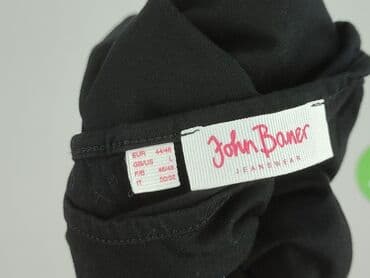 EUR 44/46
GB/US L
F/B 46/48
IT 50/52
John Baner
JEANSWEAR